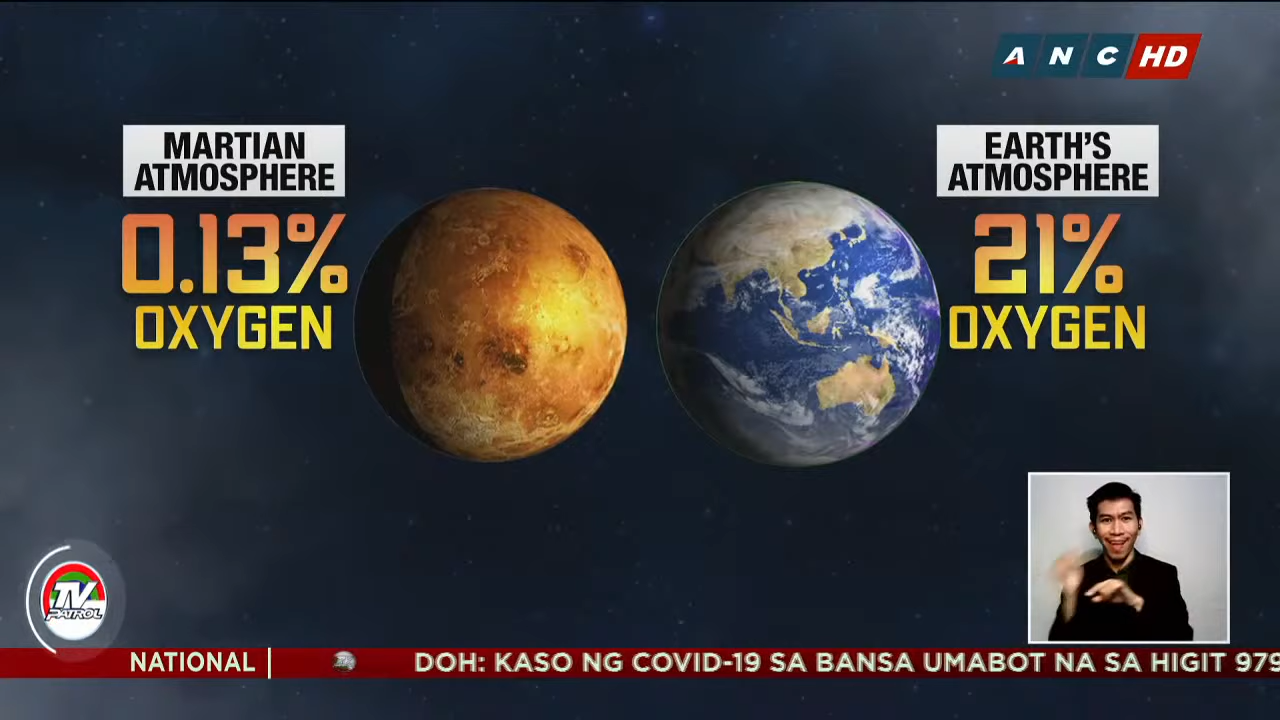 ANC HD
MARTIAN
ATMOSPHERE
0.13%
OXYGEN
EARTH'S
ATMOSPHERE
21%
OXYGEN
TV
PATROL
NATIONAL
DOH: KASO NG COVID-19 SA BANSA UMABOT NA SA HIGIT 979